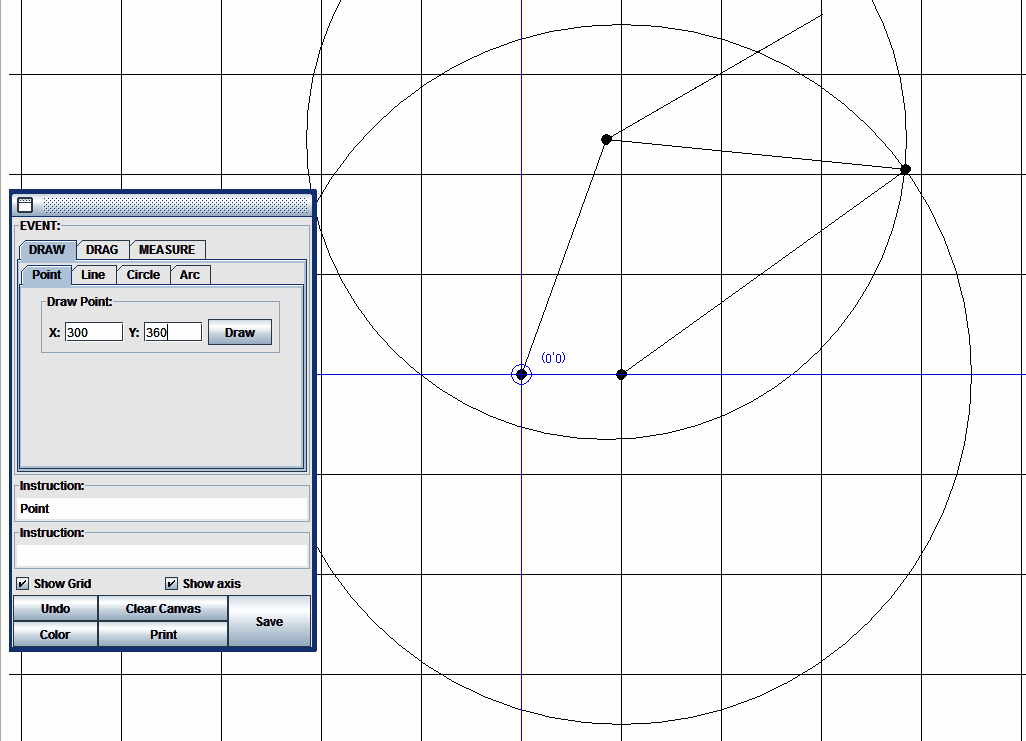 (0'0)
EVENT:
DRAW DRAG MEASURE
Point Line Circle Arc
Draw Point:
X: 300 Y: 360 Draw
Instruction:
Point
Instruction:
Show Grid Show axis
Undo Clear Canvas Save
Color Print